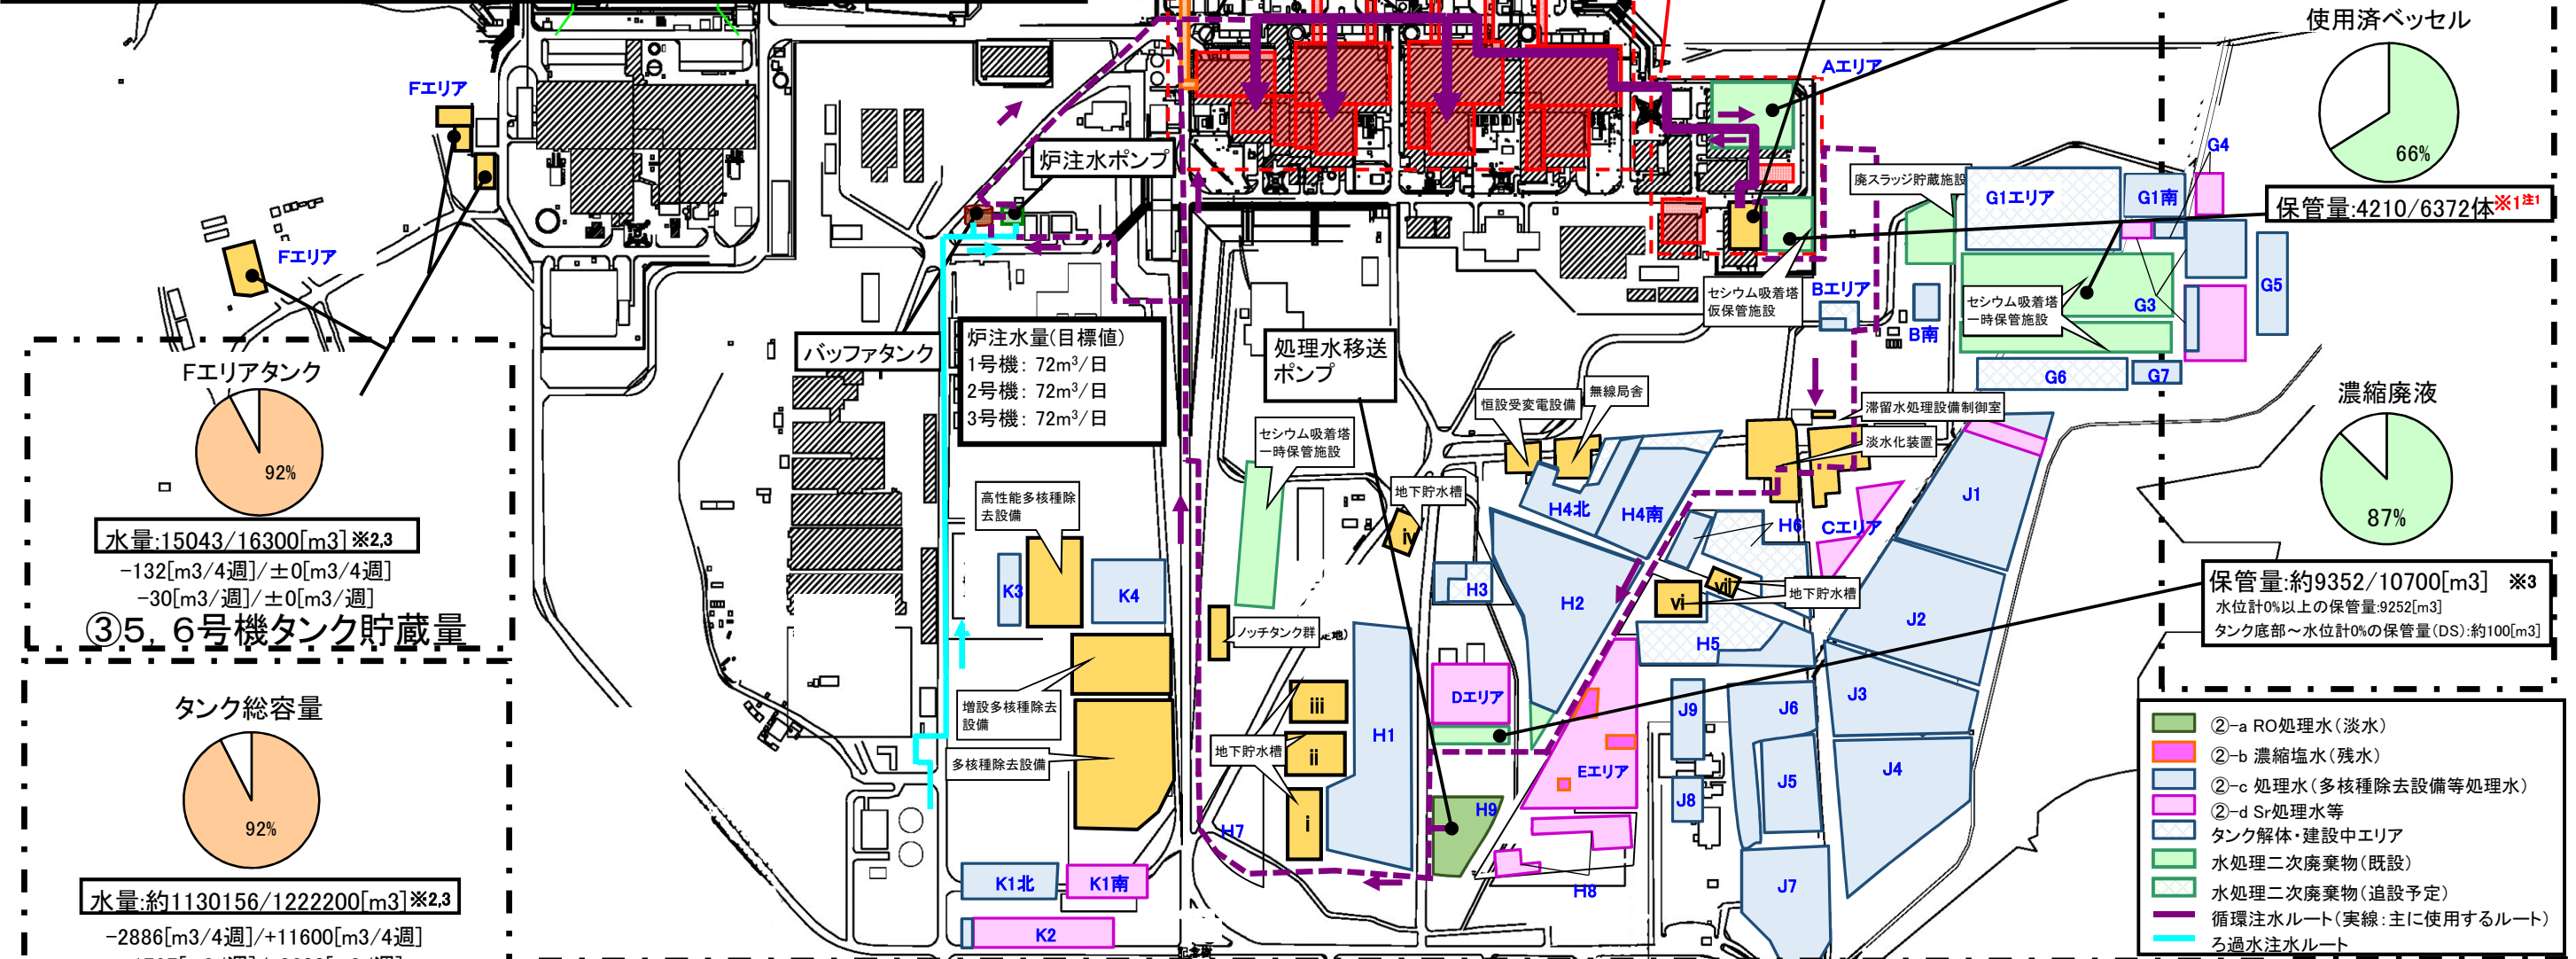 使用済ベッセル
66%
保管量:4210/6372体※1注1
Aエリア
G4
Fエリア
炉注水ポンプ
廃スラッジ貯蔵施設
G1エリア
G1南
Fエリア
セシウム吸着塔
仮保管施設
Bエリア
B南
セシウム吸着塔
一時保管施設
G3
G5
G6
G7
バッファタンク
炉注水量(目標値)
1号機: 72m³/日
2号機: 72m³/日
3号機: 72m³/日
処理水移送
ポンプ
Fエリアタンク
92%
水量:15043/16300[m3]※2,3
-132[m3/4週]/±0[m3/4週]
-30[m3/週]/±0[m3/週]
③5, 6号機タンク貯蔵量
恒設受変電設備
無線局舎
滞留水処理設備制御室
淡水化装置
濃縮廃液
87%
保管量:約9352/10700[m3] ※3
水位計0%以上の保管量:9252[m3]
タンク底部~水位計0%の保管量(DS):約100[m3]
セシウム吸着塔
一時保管施設
高性能多核種除
去設備
地下貯水槽
iv
H4北
H4南
H6
Cエリア
J1
K3
K4
H3
H2
vi
vii
地下貯水槽
J2
ノッチタンク群
H5
タンク総容量
92%
水量:約1130156/1222200[m3]※2,3
-2886[m3/4週]/+11600[m3/4週]
増設多核種除去
設備
多核種除去設備
iii
ii
i
地下貯水槽
H1
Dエリア
Eエリア
J9
J6
J3
J5
J4
J8
H9
H7
H8
J7
K1北
K1南
K2
②-a RO処理水(淡水)
②-b 濃縮塩水(残水)
②-c 処理水(多核種除去設備等処理水)
②-d Sr処理水等
タンク解体・建設中エリア
水処理二次廃棄物(既設)
水処理二次廃棄物(追設予定)
循環注水ルート(実線:主に使用するルート)
ろ過水注水ルート